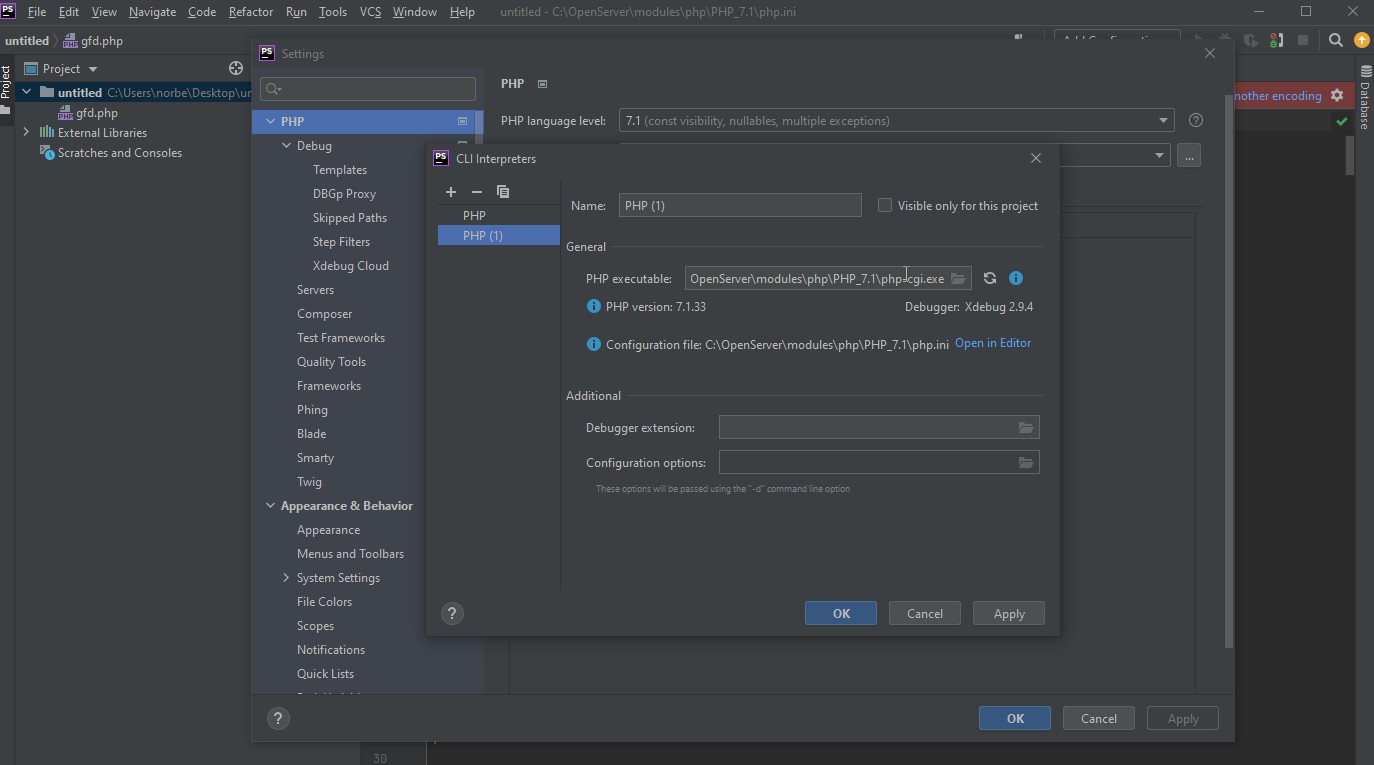 PS File Edit View Navigate Code Refactor Run Tools VCS Window Help untitled - C:\OpenServer\modules\php\PHP_7.1\php.ini
untitled gfd.php
Project
Project
untitled C:\Users\norbe\Desktop\
gfd.php
External Libraries
Scratches and Consoles
nother encoding
Database
30
PS Settings
PHP
Debug
Templates
DBGp Proxy
Skipped Paths
Step Filters
Xdebug Cloud
Servers
Composer
Test Frameworks
Quality Tools
Frameworks
Phing
Blade
Smarty
Twig
Appearance & Behavior
Appearance
Menus and Toolbars
System Settings
File Colors
Scopes
Notifications
Quick Lists
PHP
PHP language level: 7.1 (const visibility, nullables, multiple exceptions)
...
PS CLI Interpreters
PHP
PHP (1)
Name: PHP (1) Visible only for this project
General
PHP executable: OpenServer\modules\php\PHP_7.1\php-cgi.exe
PHP version: 7.1.33 Debugger: Xdebug 2.9.4
Configuration file: C:\OpenServer\modules\php\PHP_7.1\php.ini Open in Editor
Additional
Debugger extension:
Configuration options:
These options will be passed using the "-d" command line option
? OK Cancel Apply
? OK Cancel Apply